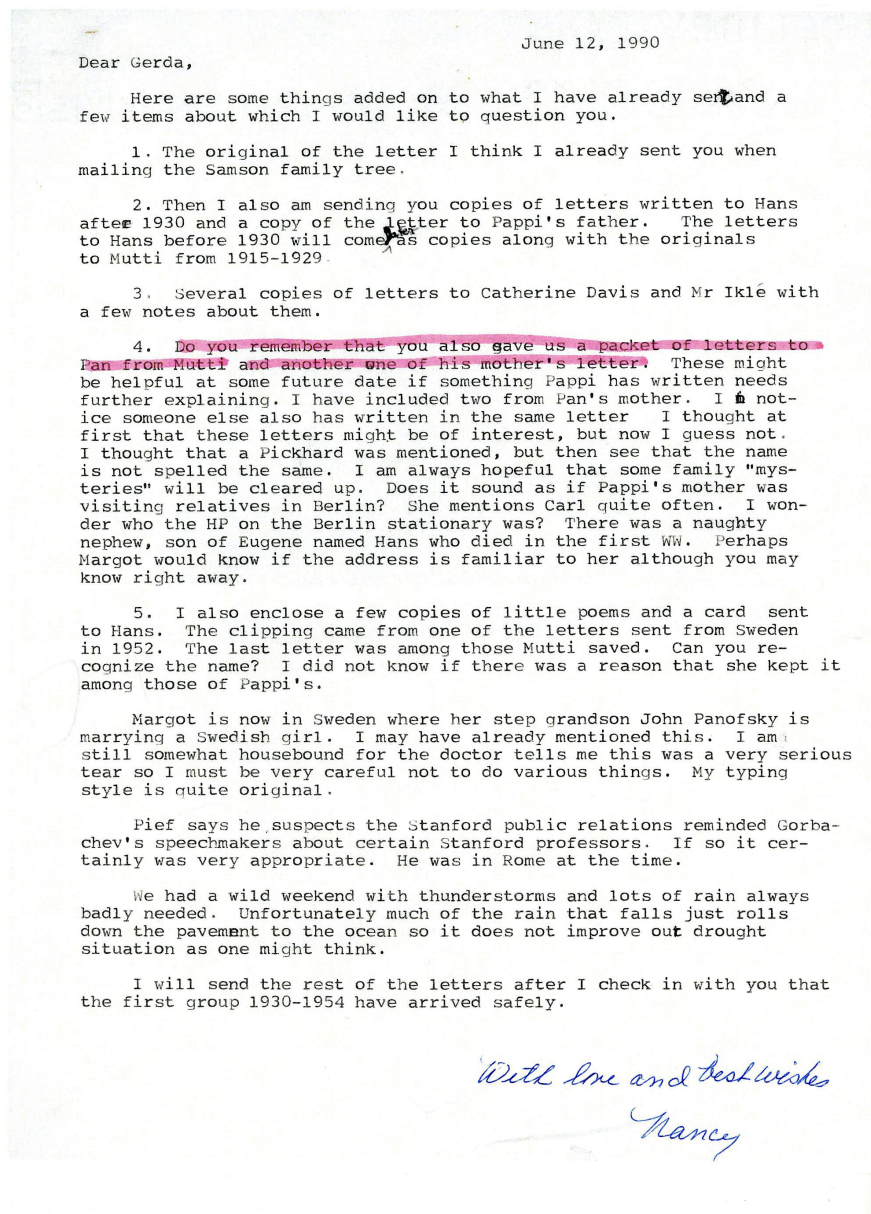 June 12, 1990
Dear Gerda,
Here are some things added on to what I have already sent and a
few items about which I would like to question you.
1. The original of the letter I think I already sent you when
mailing the Samson family tree.
2. Then I also am sending you copies of letters written to Hans
after 1930 and a copy of the letter to Pappi's father. The letters
to Hans before 1930 will come later as copies along with the originals
to Mutti from 1915-1929.
3. Several copies of letters to Catherine Davis and Mr Iklé with
a few notes about them.
4. Do you remember that you also gave us a packet of letters to
Pan from Mutti and another one of his mother's letter. These might
be helpful at some future date if something Pappi has written needs
further explaining. I have included two from Pan's mother. I not-
ice someone else also has written in the same letter I thought at
first that these letters might be of interest, but now I guess not.
I thought that a Pickhard was mentioned, but then see that the name
is not spelled the same. I am always hopeful that some family "mys-
teries" will be cleared up. Does it sound as if Pappi's mother was
visiting relatives in Berlin? She mentions Carl quite often. I won-
der who the HP on the Berlin stationary was? There was a naughty
nephew, son of Eugene named Hans who died in the first WW. Perhaps
Margot would know if the address is familiar to her although you may
know right away.
5. I also enclose a few copies of little poems and a card sent
to Hans. The clipping came from one of the letters sent from Sweden
in 1952. The last letter was among those Mutti saved. Can you re-
cognize the name? I did not know if there was a reason that she kept it
among those of Pappi's.
Margot is now in Sweden where her step grandson John Panofsky is
marrying a Swedish girl. I may have already mentioned this. I am
still somewhat housebound for the doctor tells me this was a very serious
tear so I must be very careful not to do various things. My typing
style is quite original.
Pief says he suspects the Stanford public relations reminded Gorba-
chev's speechmakers about certain Stanford professors. If so it cer-
tainly was very appropriate. He was in Rome at the time.
We had a wild weekend with thunderstorms and lots of rain always
badly needed. Unfortunately much of the rain that falls just rolls
down the pavement to the ocean so it does not improve out drought
situation as one might think.
I will send the rest of the letters after I check in with you that
the first group 1930-1954 have arrived safely.
With love and best wishes
Nancy